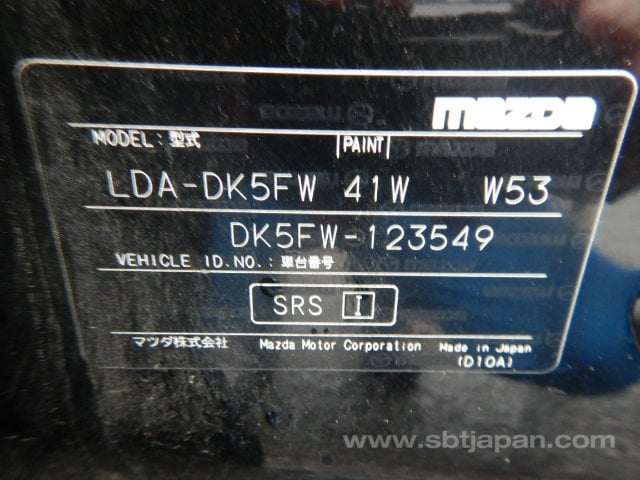 mazda
MODEL: 型式 PAINT
LDA-DK5FW 41W W53
DK5FW-123549
VEHICLE ID.NO.: 車台番号
SRS I
マツダ株式会社 Mazda Motor Corporation Made in Japan
(D10A)
www.sbtjapan.com